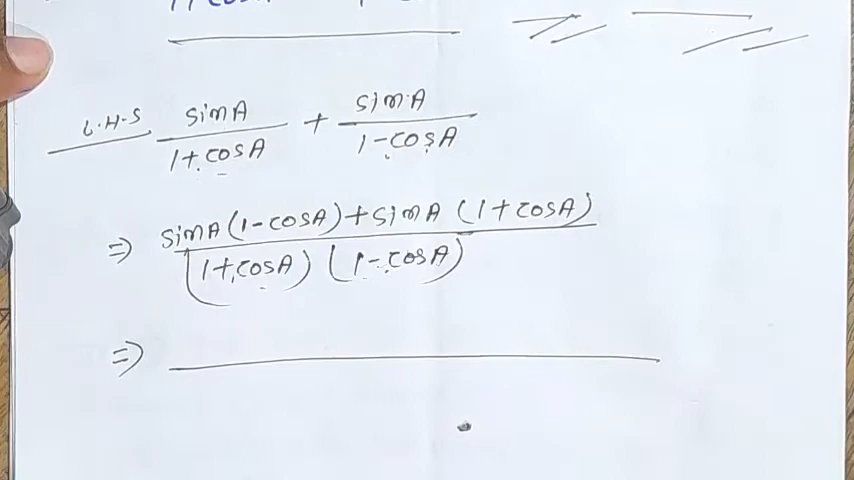 L.H.S sinA/1+cosA + sinA/1-cosA
=> sinA(1-cosA)+sinA(1+cosA)/(1+cosA)(1-cosA)
=>